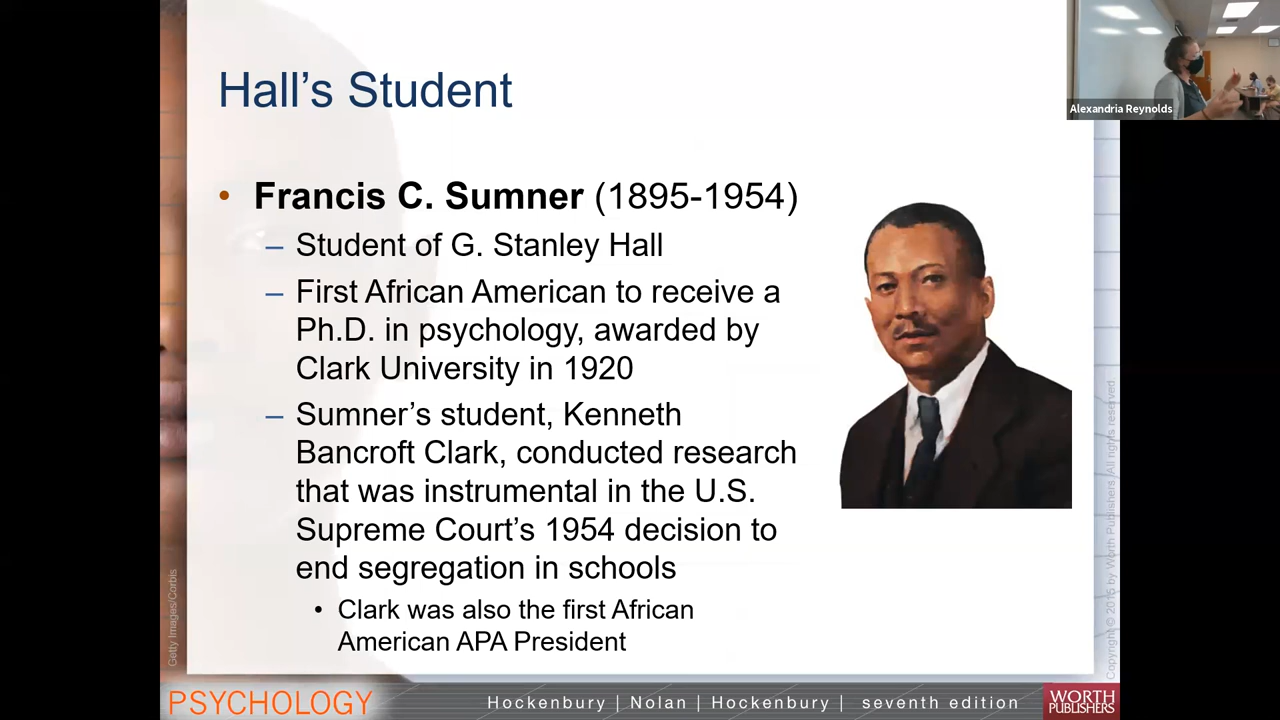 Hall's Student
Alexandria Reynolds
• Francis C. Sumner (1895-1954)
– Student of G. Stanley Hall
– First African American to receive a
Ph.D. in psychology, awarded by
Clark University in 1920
– Sumner's student, Kenneth
Bancroft Clark, conducted research
that was instrumental in the U.S.
Supreme Court's 1954 decision to
end segregation in schools
• Clark was also the first African
American APA President
Getty Images/Corbis
Copyright © 2016 by Worth Publishers. All rights reserved
PSYCHOLOGY
Hockenbury | Nolan | Hockenbury | seventh edition
WORTH
PUBLISHERS